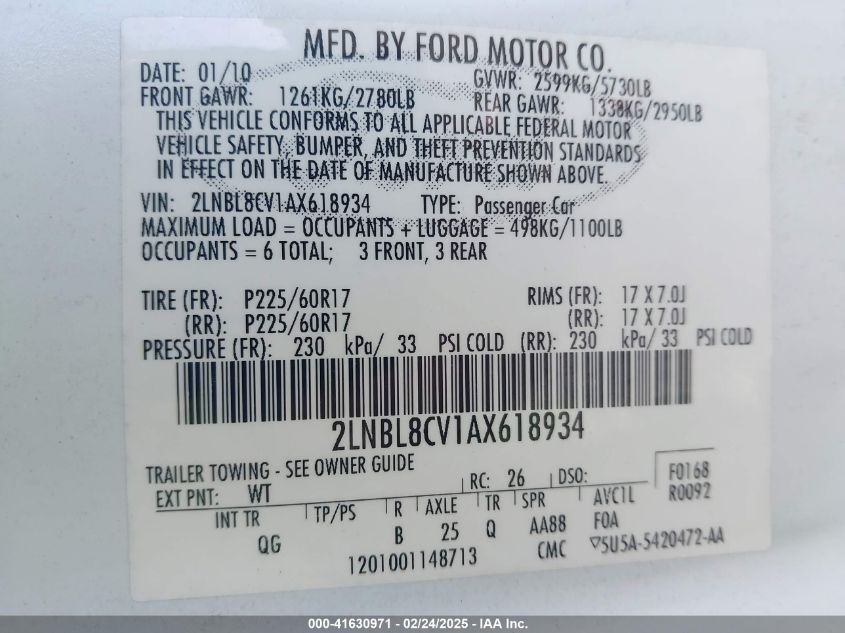 MFD. BY FORD MOTOR CO.
DATE: 01/10 GVWR: 2599KG/5730LB
FRONT GAWR: 1261KG/2780LB REAR GAWR: 1338KG/2950LB
THIS VEHICLE CONFORMS TO ALL APPLICABLE FEDERAL MOTOR
VEHICLE SAFETY, BUMPER, AND THEFT PREVENTION STANDARDS
IN EFFECT ON THE DATE OF MANUFACTURE SHOWN ABOVE.
VIN: 2LNBL8CV1AX618934 TYPE: Passenger Car
MAXIMUM LOAD = OCCUPANTS + LUGGAGE = 498KG/1100LB
OCCUPANTS = 6 TOTAL; 3 FRONT, 3 REAR
TIRE (FR): P225/60R17 RIMS (FR): 17 X 7.0J
(RR): P225/60R17 (RR): 17 X 7.0J
PRESSURE (FR): 230 kPa/ 33 PSI COLD (RR): 230 kPa/ 33 PSI COLD
2LNBL8CV1AX618934
TRAILER TOWING - SEE OWNER GUIDE
EXT PNT: WT RC: 26 DSO: F0168
R0092
INT TR TP/PS R AXLE TR SPR AVC1L
QG B 25 Q AA88 FOA
1201001148713 CMC ▽5U5A-5420472-AA
000-41630971 - 02/24/2025 - IAA Inc.